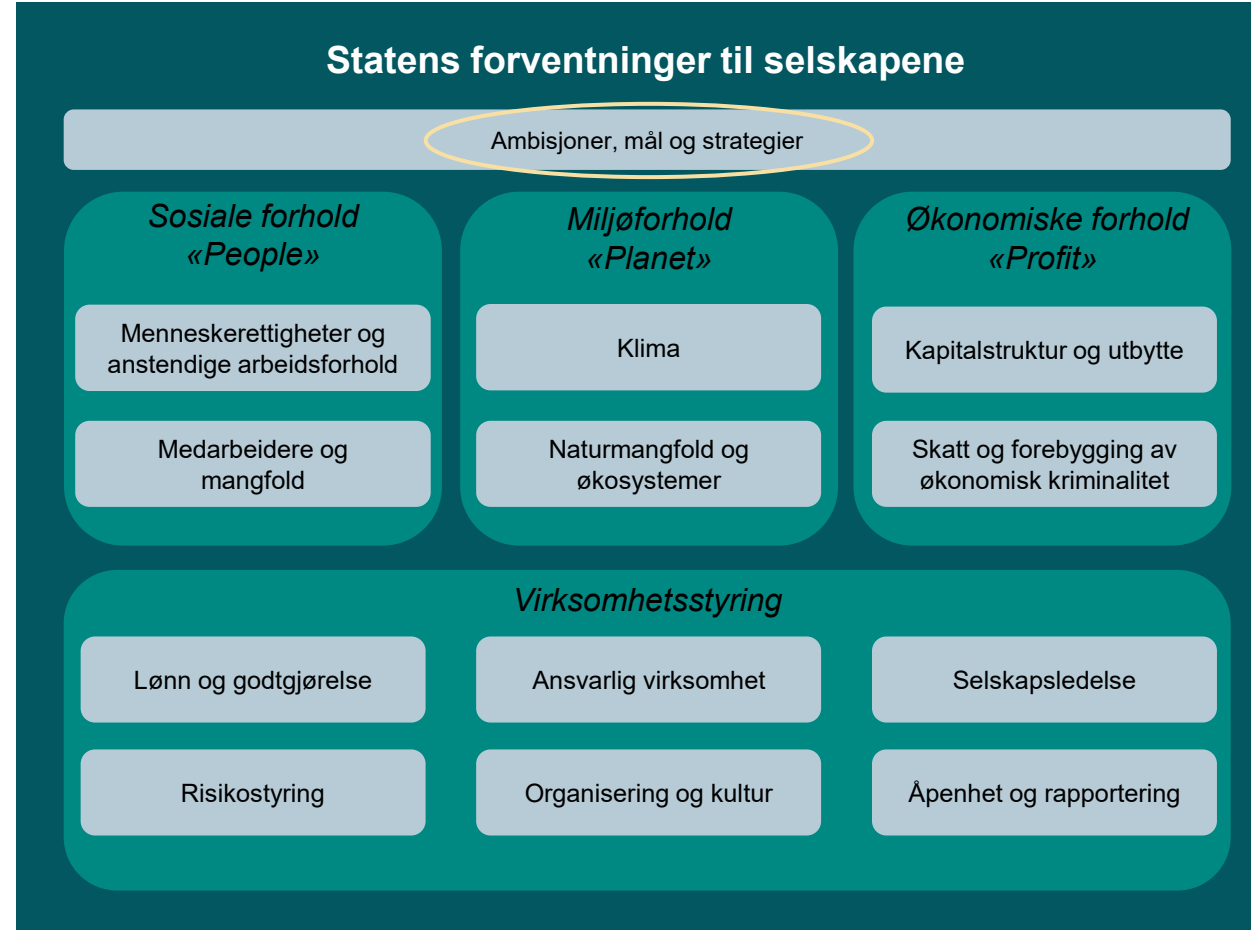 Statens forventninger til selskapene
Ambisjoner, mål og strategier
Sosiale forhold
«People»
Menneskerettigheter og
anstendige arbeidsforhold
Medarbeidere og
mangfold
Miljøforhold
«Planet»
Klima
Naturmangfold og
økosystemer
Økonomiske forhold
«Profit»
Kapitalstruktur og utbytte
Skatt og forebygging av
økonomisk kriminalitet
Virksomhetsstyring
Lønn og godtgjørelse
Ansvarlig virksomhet
Selskapsledelse
Risikostyring
Organisering og kultur
Åpenhet og rapportering